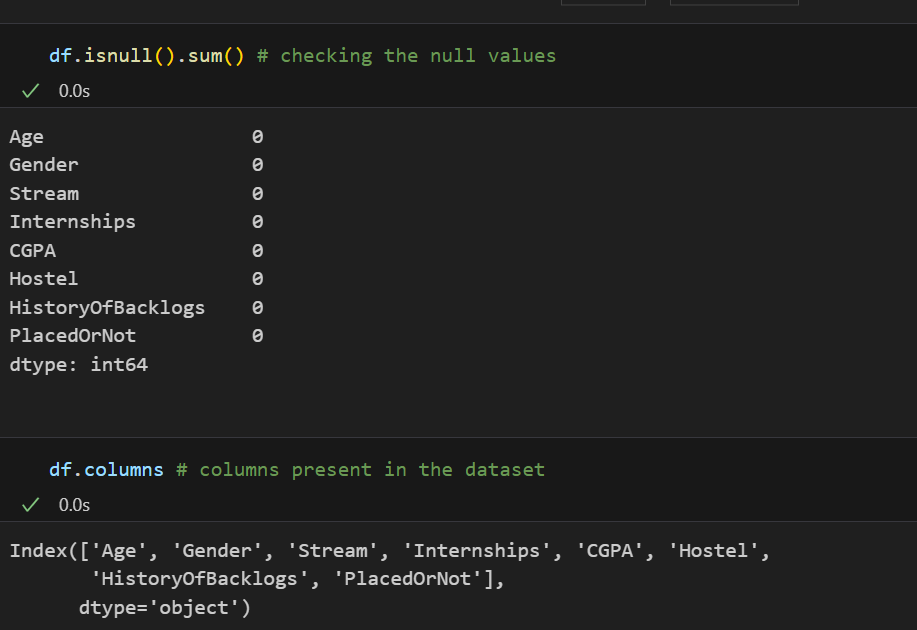 df.isnull().sum() # checking the null values
0.0s
Age 0
Gender 0
Stream 0
Internships 0
CGPA 0
Hostel 0
HistoryOfBacklogs 0
PlacedOrNot 0
dtype: int64
df.columns # columns present in the dataset
0.0s
Index(['Age', 'Gender', 'Stream', 'Internships', 'CGPA', 'Hostel',
'HistoryOfBacklogs', 'PlacedOrNot'],
dtype='object')